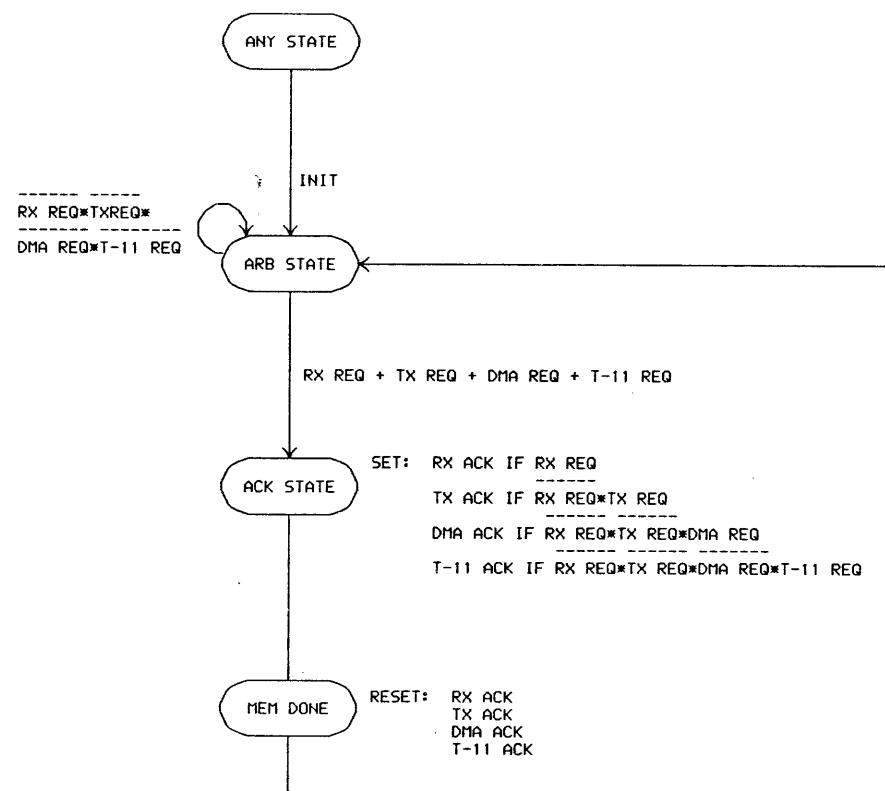 ANY STATE
INIT
------ -----
RX REQ*TXREQ*
------- --------
DMA REQ*T-11 REQ
ARB STATE
RX REQ + TX REQ + DMA REQ + T-11 REQ
ACK STATE
SET: RX ACK IF RX REQ
------
TX ACK IF RX REQ*TX REQ
------ ------
DMA ACK IF RX REQ*TX REQ*DMA REQ
------ ------ -------
T-11 ACK IF RX REQ*TX REQ*DMA REQ*T-11 REQ
MEM DONE
RESET: RX ACK
TX ACK
DMA ACK
T-11 ACK